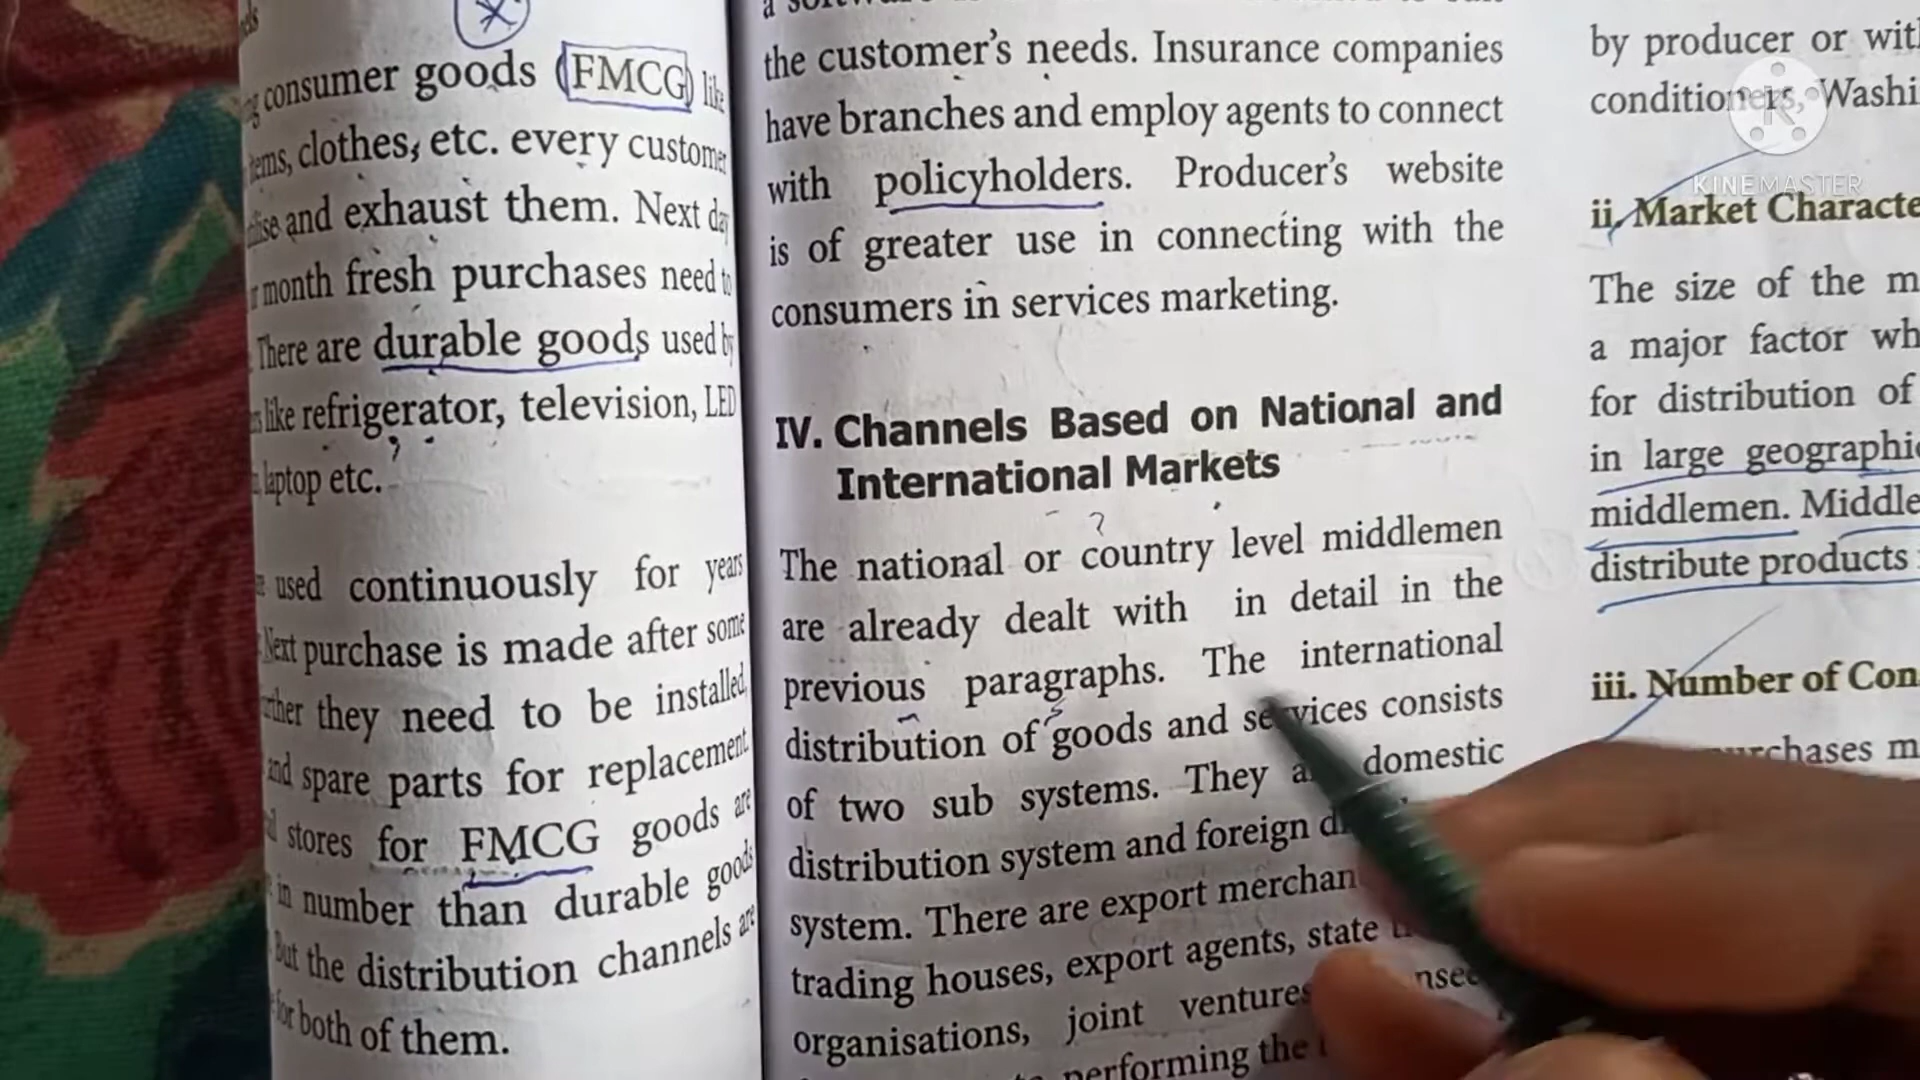 consumer goods (FMCG) like
clothes, etc. every customer
and exhaust them. Next day
month fresh purchases need to
There are durable goods used by
like refrigerator, television, LED
laptop etc.
used continuously for years
Next purchase is made after some
they need to be installed,
and spare parts for replacement
stores for FMCG goods are
in number than durable goods
But the distribution channels are
for both of them.
the customer's needs. Insurance companies
have branches and employ agents to connect
with policyholders. Producer's website
is of greater use in connecting with the
consumers in services marketing.
IV. Channels Based on National and
International Markets
The national or country level middlemen
are already dealt with in detail in the
previous paragraphs. The international
distribution of goods and services consists
of two sub systems. They domestic
distribution system and foreign
system. There are export
trading houses, export agents, state
organisations, joint ventures
performing the
by producer or
conditioners,
ii. Market
The size of the
a major factor
for distribution of
in large
middlemen.
distribute products
iii. Number of
K
KINEMASTER